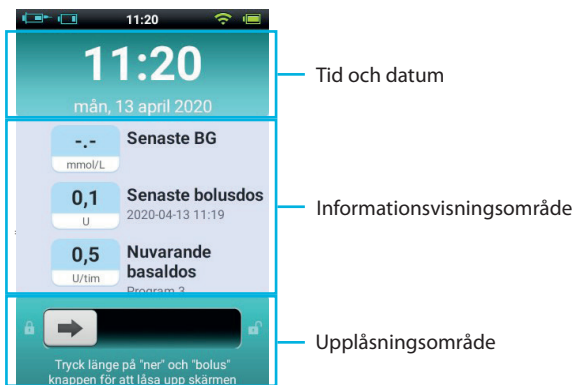 11:20
11:20
mån, 13 april 2020
Tid och datum
-.-
mmol/L
Senaste BG
0,1
U
Senaste bolusdos
2020-04-13 11:19
Informationsvisningsområde
0,5
U/tim
Nuvarande
basaldos
Program 3
Upplåsningsområde
Tryck länge på "ner" och "bolus"
knappen för att låsa upp skärmen